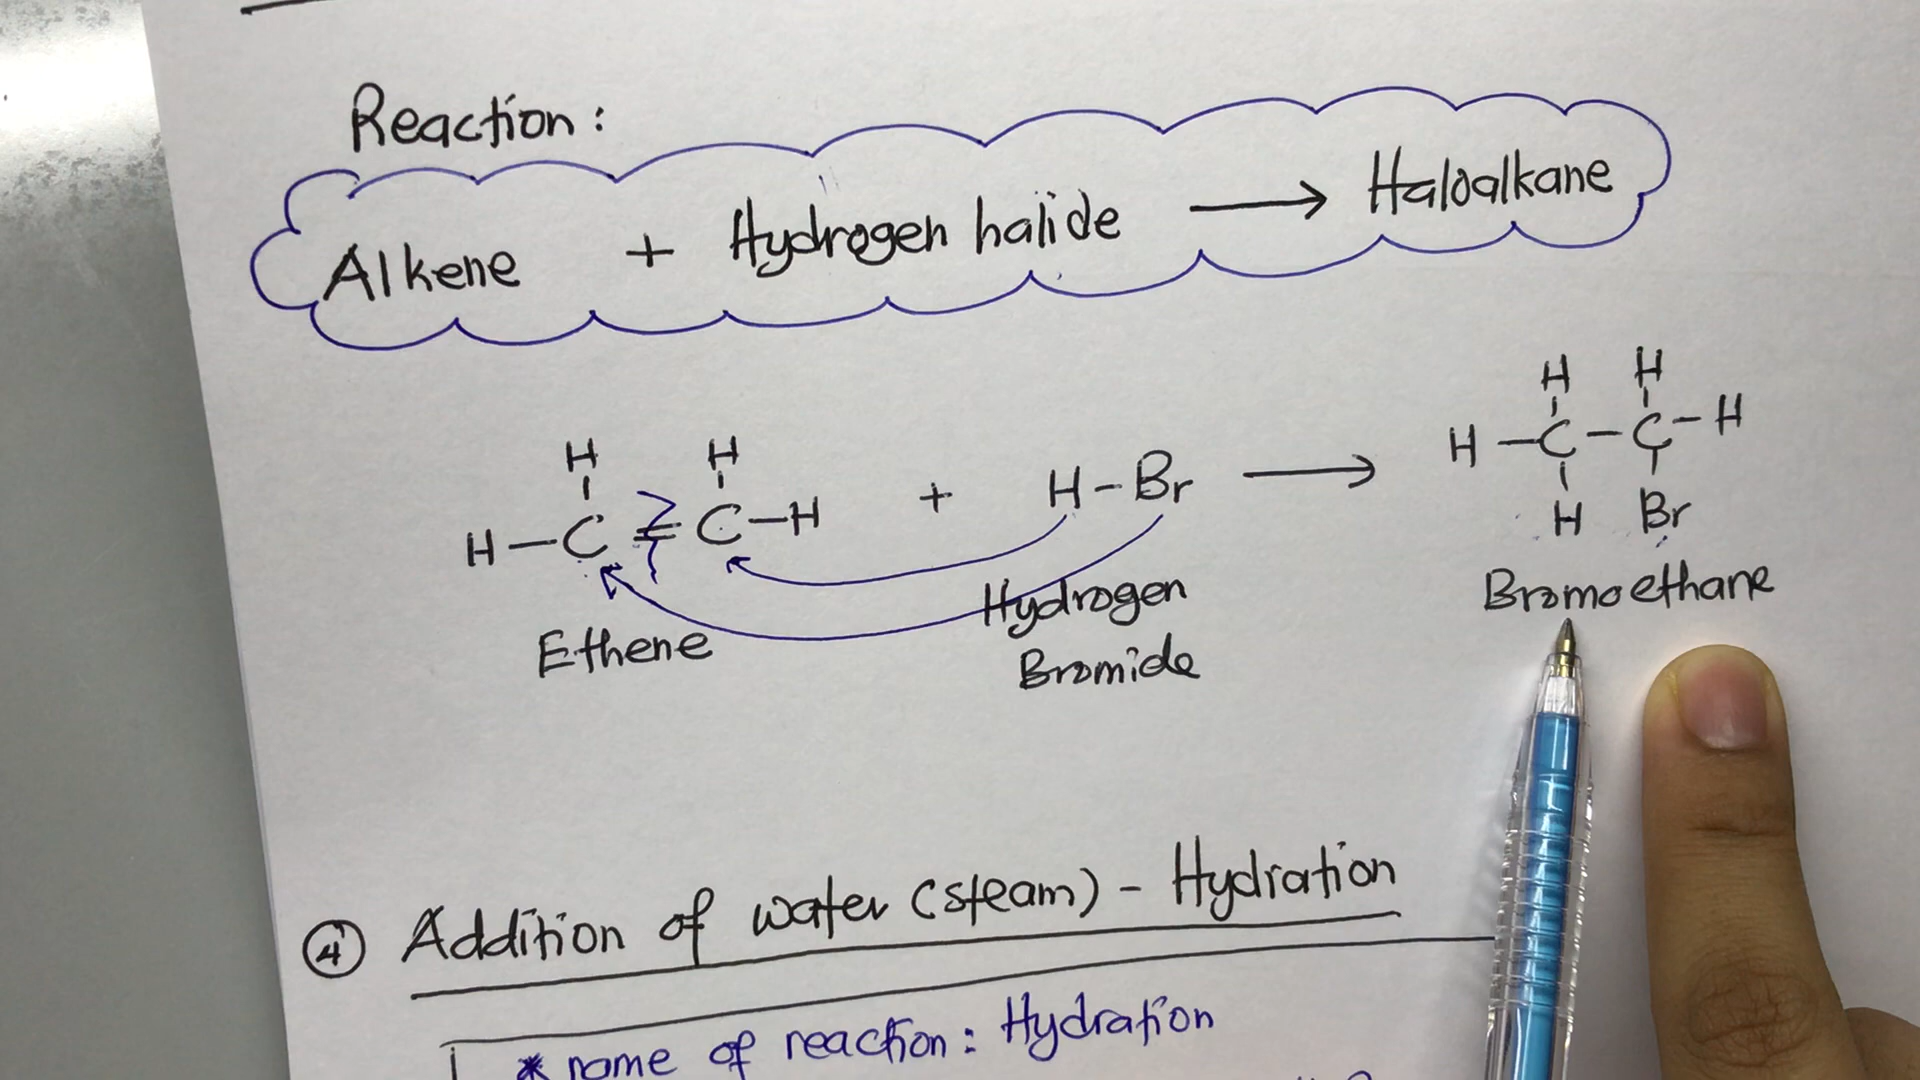 Reaction:
Alkene + Hydrogen halide → Haloalkane
H H
H-C=C-H + H-Br →
Ethene
Hydrogen
Bromide
H H
H-C-C-H
H Br
Bromoethane
④ Addition of water (steam) - Hydration
* name of reaction: Hydration